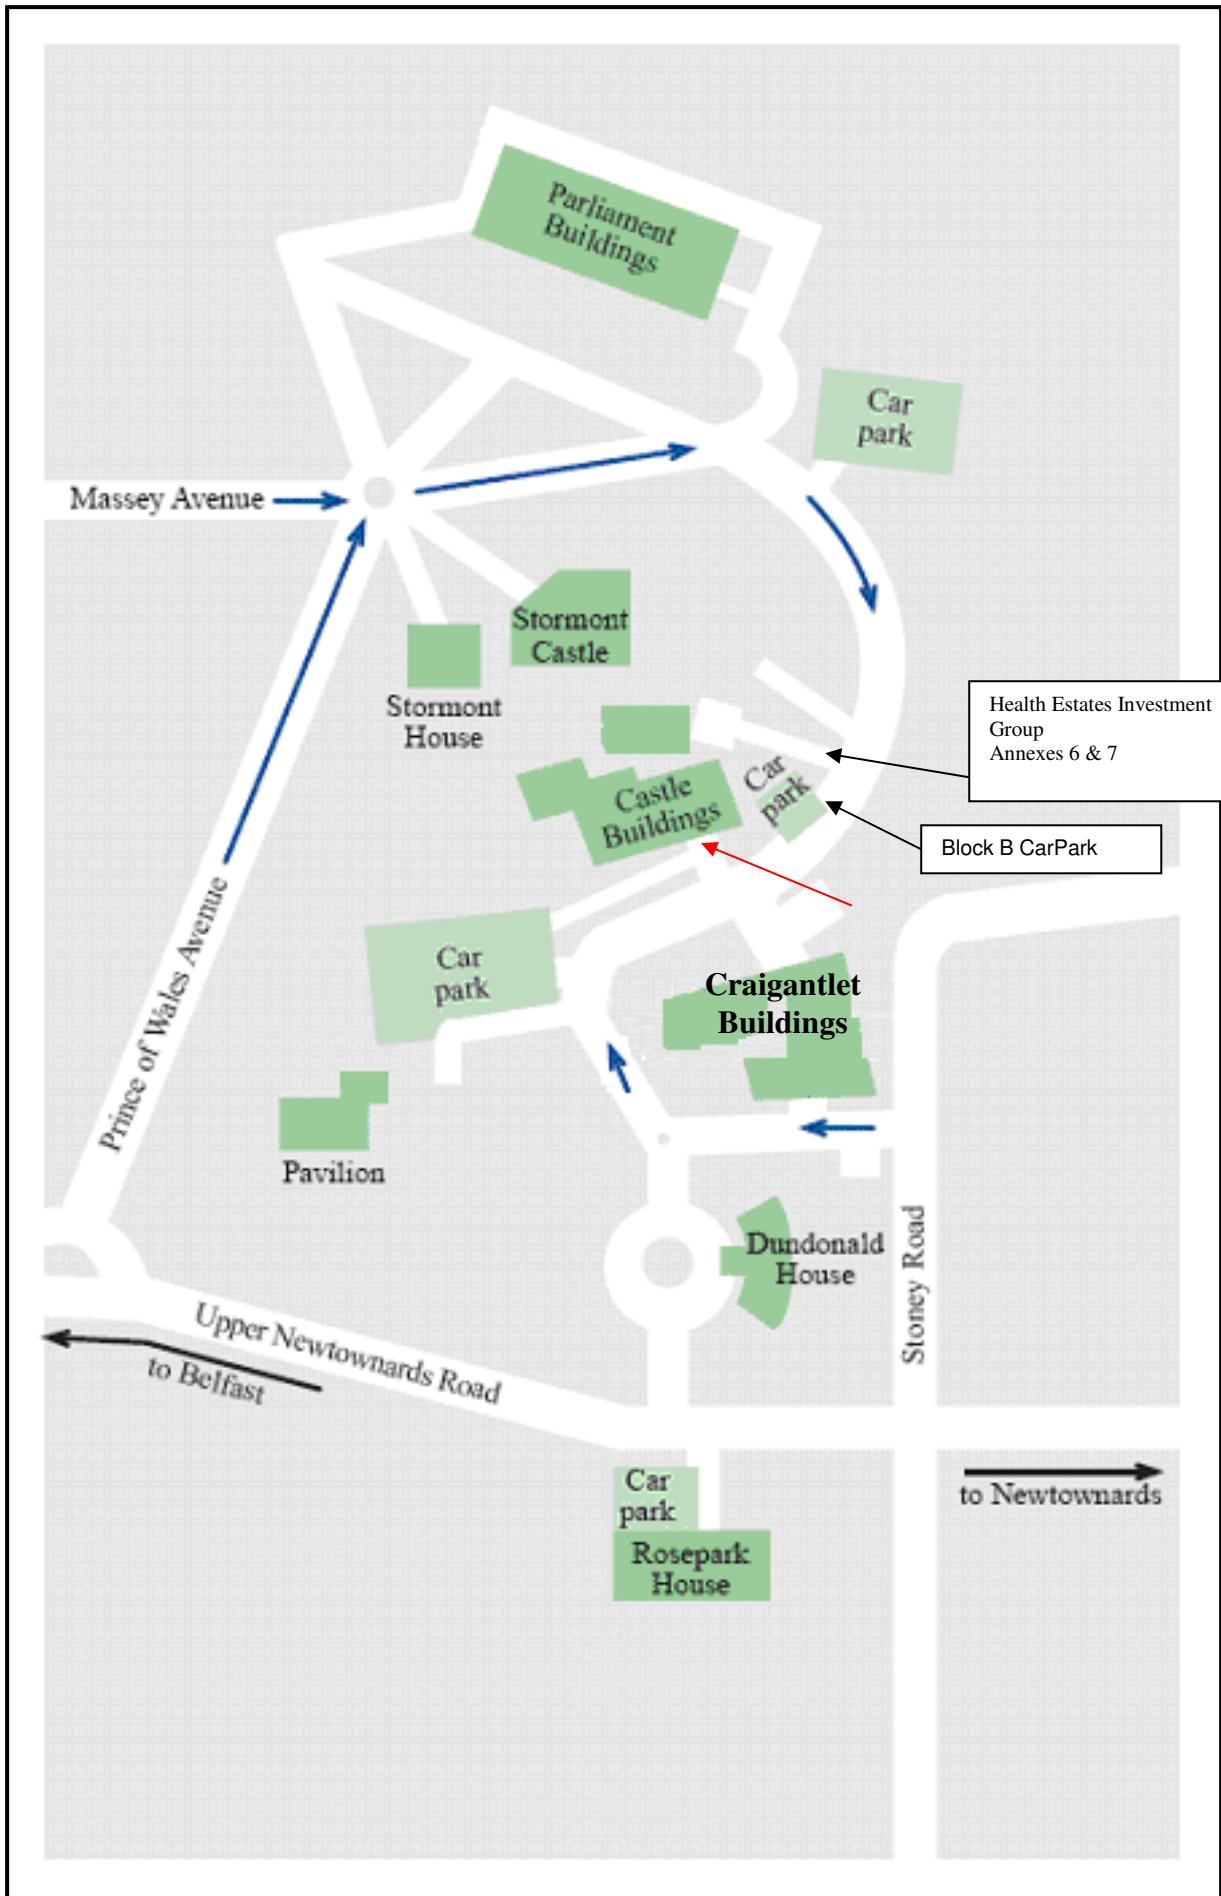 Parliament
Buildings
Car
park
Massey Avenue
Stormont
Castle
Stormont
House
Health Estates Investment
Group
Annexes 6 & 7
Car
park
Castle
Buildings
Block B CarPark
Prince of Wales Avenue
Car
park
Craigantlet
Buildings
Pavilion
Dundonald
House
Stoney Road
Upper Newtownards Road
to Belfast
Car
park
to Newtownards
Rosepark
House